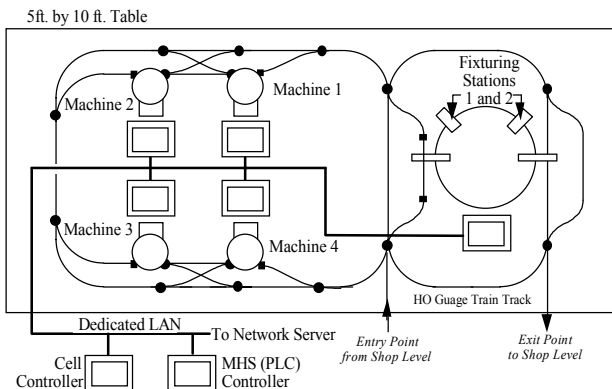 5ft. by 10 ft. Table
Fixturing
Stations
1 and 2
Machine 1
Machine 2
Machine 3
Machine 4
HO Guage Train Track
Dedicated LAN
To Network Server
Entry Point
from Shop Level
Exit Point
to Shop Level
Cell
Controller
MHS (PLC)
Controller